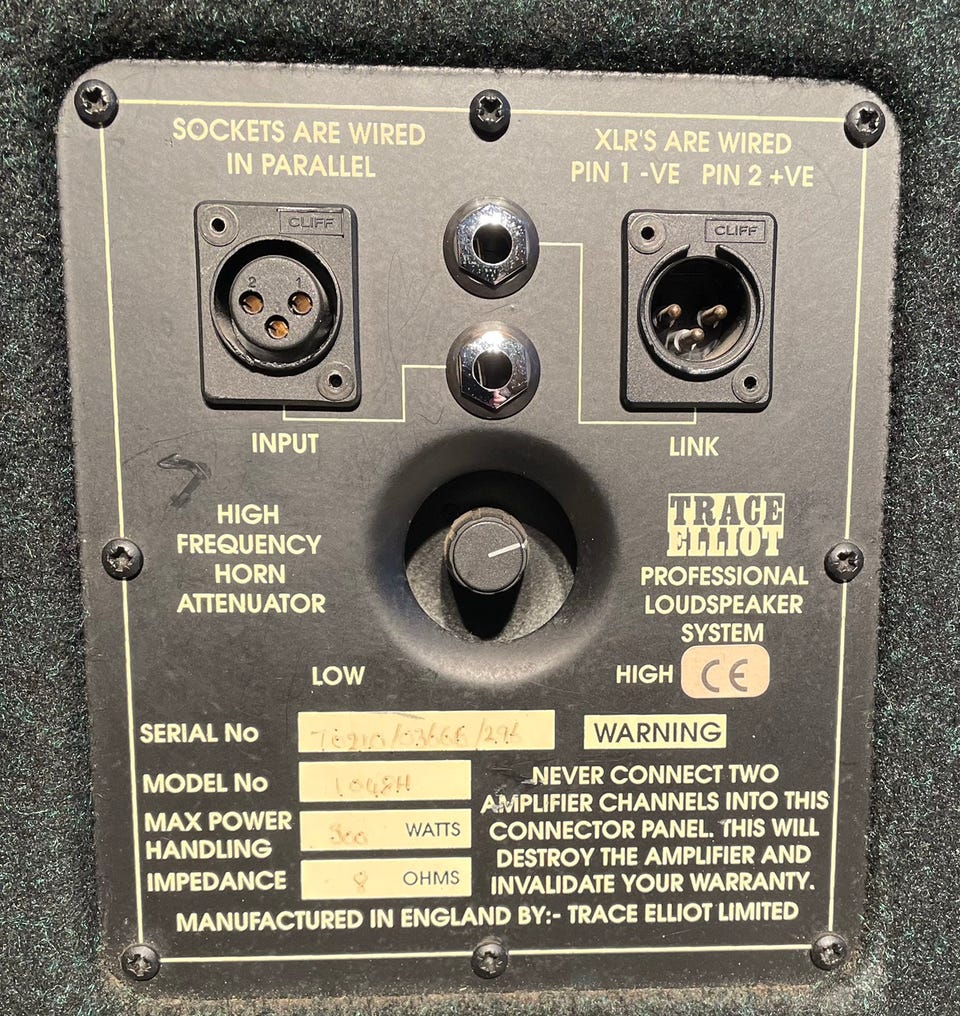 SOCKETS ARE WIRED
IN PARALLEL
XLR'S ARE WIRED
PIN 1 -VE PIN 2 +VE
CLIFF
2 1
CLIFF
INPUT
LINK
HIGH
FREQUENCY
HORN
ATTENUATOR
TRACE
ELLIOT
PROFESSIONAL
LOUDSPEAKER
SYSTEM
LOW
HIGH CE
SERIAL No
MODEL No 1048H
MAX POWER
HANDLING 300 WATTS
IMPEDANCE 8 OHMS
WARNING
NEVER CONNECT TWO
AMPLIFIER CHANNELS INTO THIS
CONNECTOR PANEL. THIS WILL
DESTROY THE AMPLIFIER AND
INVALIDATE YOUR WARRANTY.
MANUFACTURED IN ENGLAND BY:- TRACE ELLIOT LIMITED